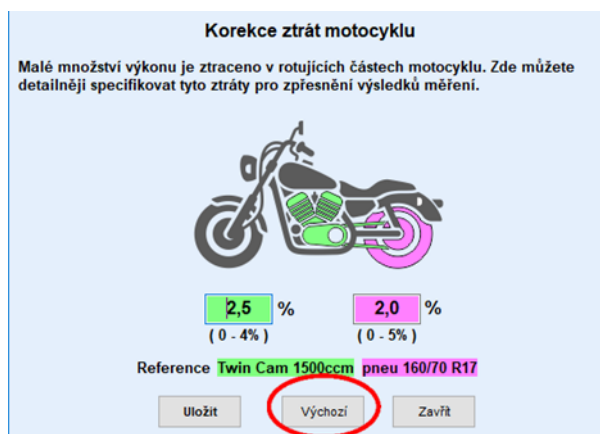 Korekce ztrát motocyklu
Malé množství výkonu je ztraceno v rotujících částech motocyklu. Zde můžete
detailněji specifikovat tyto ztráty pro zpřesnění výsledků měření.
2,5 % 2,0 %
( 0 - 4% ) ( 0 - 5% )
Reference Twin Cam 1500ccm pneu 160/70 R17
Uložit Výchozí Zavřít